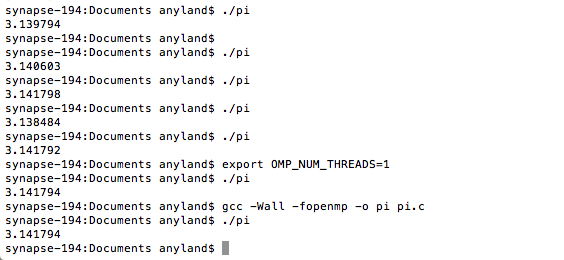 synapse-194:Documents anyland$ ./pi
3.139794
synapse-194:Documents anyland$
synapse-194:Documents anyland$ ./pi
3.140603
synapse-194:Documents anyland$ ./pi
3.141798
synapse-194:Documents anyland$ ./pi
3.138484
synapse-194:Documents anyland$ ./pi
3.141792
synapse-194:Documents anyland$ export OMP_NUM_THREADS=1
synapse-194:Documents anyland$ ./pi
3.141794
synapse-194:Documents anyland$ gcc -Wall -fopenmp -o pi pi.c
synapse-194:Documents anyland$ ./pi
3.141794
synapse-194:Documents anyland$